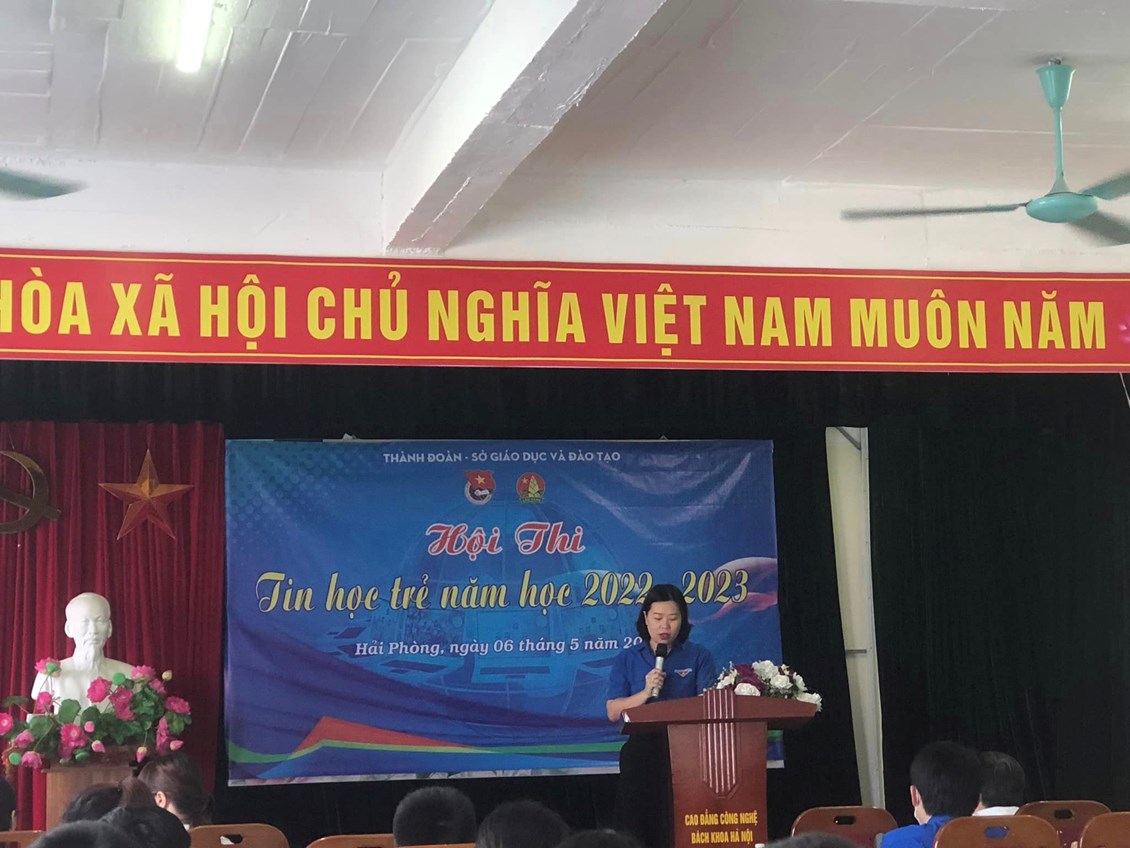 HÒA XÃ HỘI CHỦ NGHĨA VIỆT NAM MUÔN NĂM
THÀNH ĐOÀN - SỞ GIÁO DỤC VÀ ĐÀO TẠO
Hội Thi
Tin học trẻ năm học 2022 - 2023
Hải Phòng, ngày 06 tháng 5 năm 20
CAO ĐẲNG CÔNG NGHỆ
BÁCH KHOA HÀ NỘI